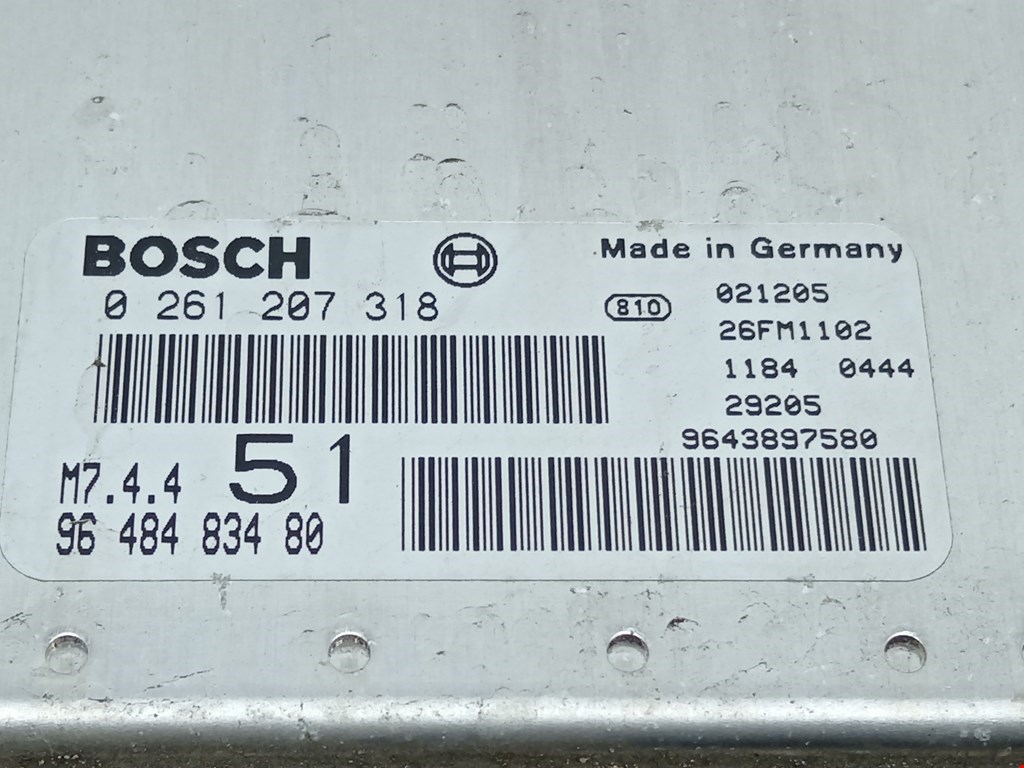 BOSCH
Made in Germany
0 261 207 318
810
021205
26FM1102
1184 0444
29205
9643897580
M7.4.4 51
96 484 834 80